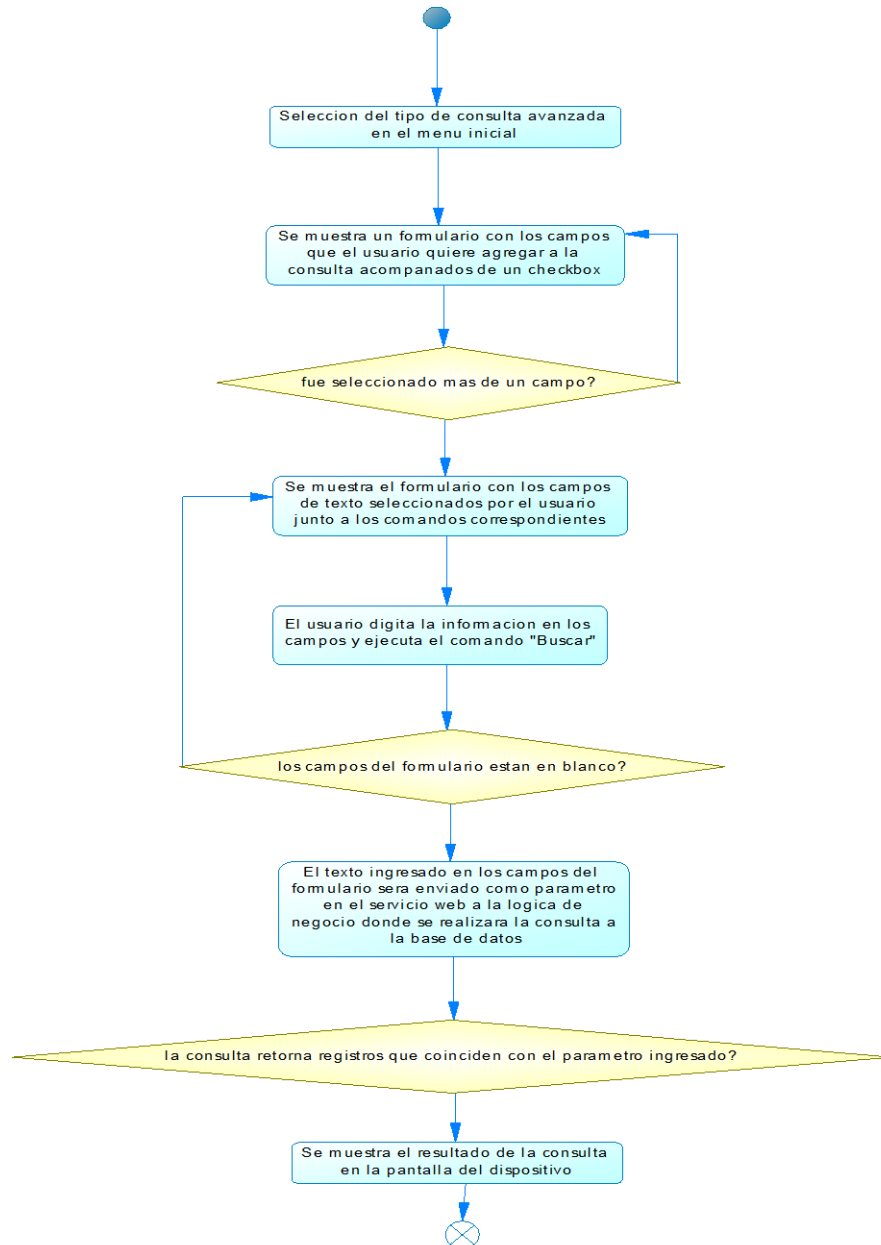 Seleccion del tipo de consulta avanzada
en el menu inicial
Se muestra un formulario con los campos
que el usuario quiere agregar a la
consulta acompanados de un checkbox
fue seleccionado mas de un campo?
Se muestra el formulario con los campos
de texto seleccionados por el usuario
junto a los comandos correspondientes
El usuario digita la informacion en los
campos y ejecuta el comando "Buscar"
los campos del formulario estan en blanco?
El texto ingresado en los campos del
formulario sera enviado como parametro
en el servicio web a la logica de
negocio donde se realizara la consulta a
la base de datos
la consulta retorna registros que coinciden con el parametro ingresado?
Se muestra el resultado de la consulta
en la pantalla del dispositivo